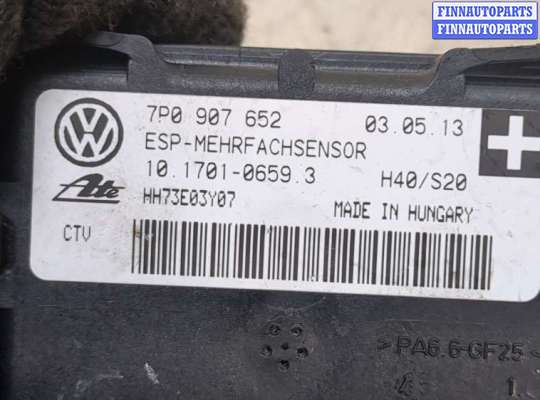 FINNAUTOPARTS
FINNAUTOPARTS
7P0 907 652
03.05.13
ESP-MEHRFACHSENSOR
10.1701-0659.3
H40/S20
Ate
HH73E03Y07
MADE IN HUNGARY
CTV
>PA6.6-GF25<